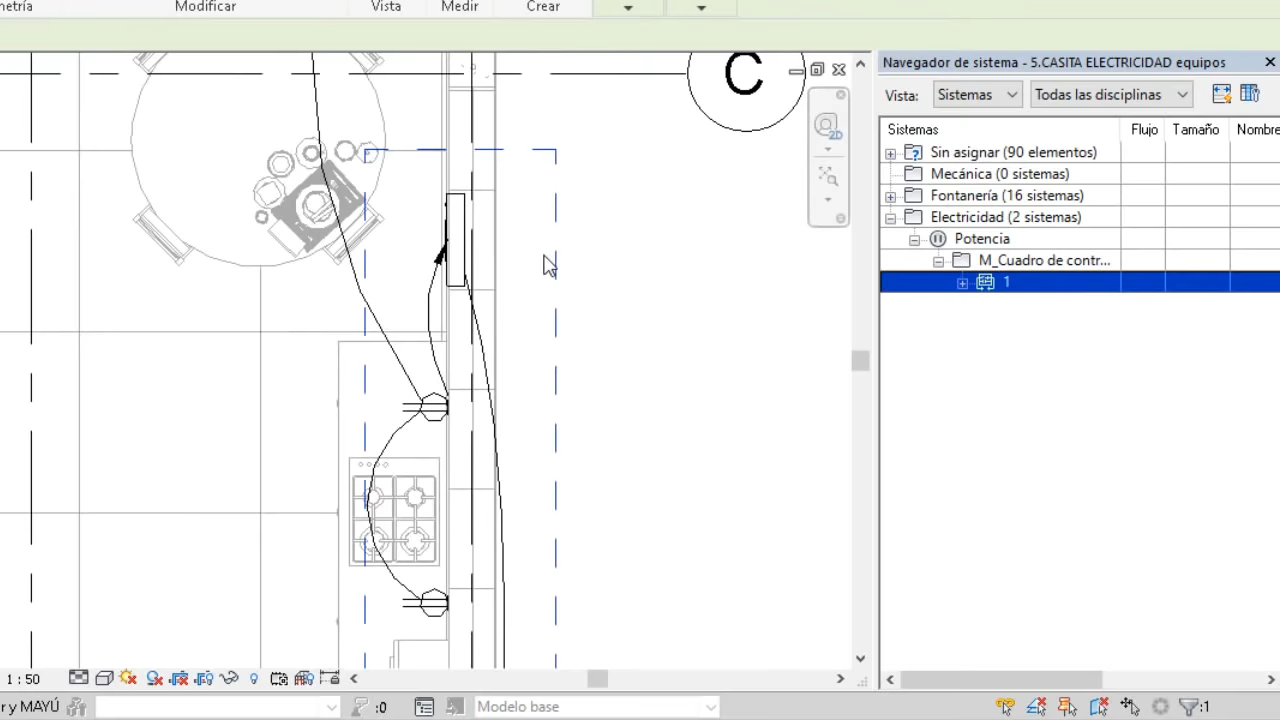 metría Modificar Vista Medir Crear
C
2D
Navegador de sistema - 5.CASITA ELECTRICIDAD equipos
Vista: Sistemas Todas las disciplinas
Sistemas Flujo Tamaño Nombre
Sin asignar (90 elementos)
Mecánica (0 sistemas)
Fontanería (16 sistemas)
Electricidad (2 sistemas)
Potencia
M_Cuadro de contr...
1
1 : 50
r y MAYÚ :0 Modelo base :1